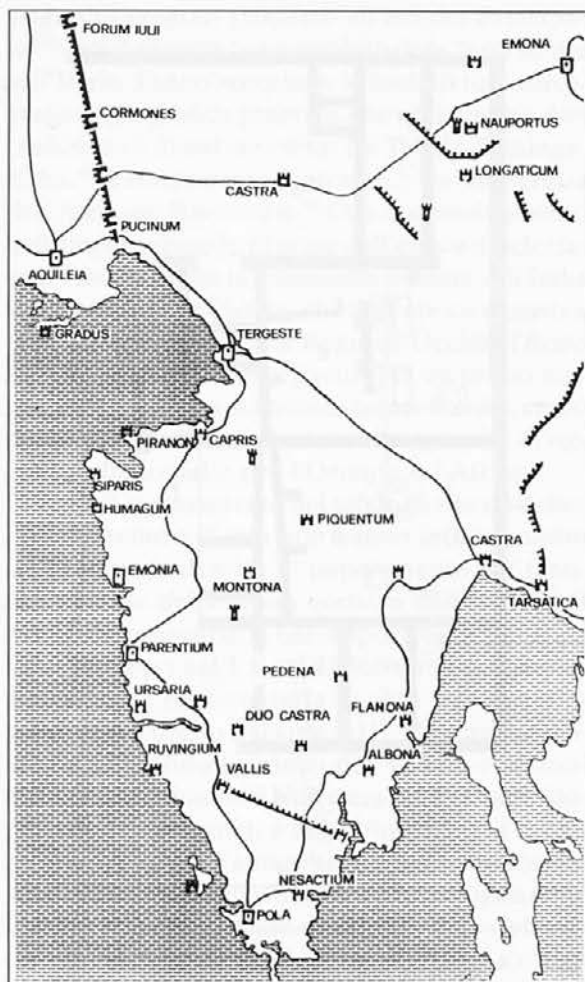 FORUM IULII
EMONA
CORMONES
NAUPORTUS
LONGATICUM
CASTRA
PUCINUM
AQUILEIA
GRADUS
TERGESTE
PIRANON
CAPRIS
SIPARIS
HUMAGUM
PIQUENTUM
CASTRA
EMONIA
MONTONA
TARSATICA
PARENTIUM
PEDENA
URSARIA
FLANONA
DUO CASTRA
RUVINGIUM
ALBONA
VALLIS
NESACTIUM
POLA